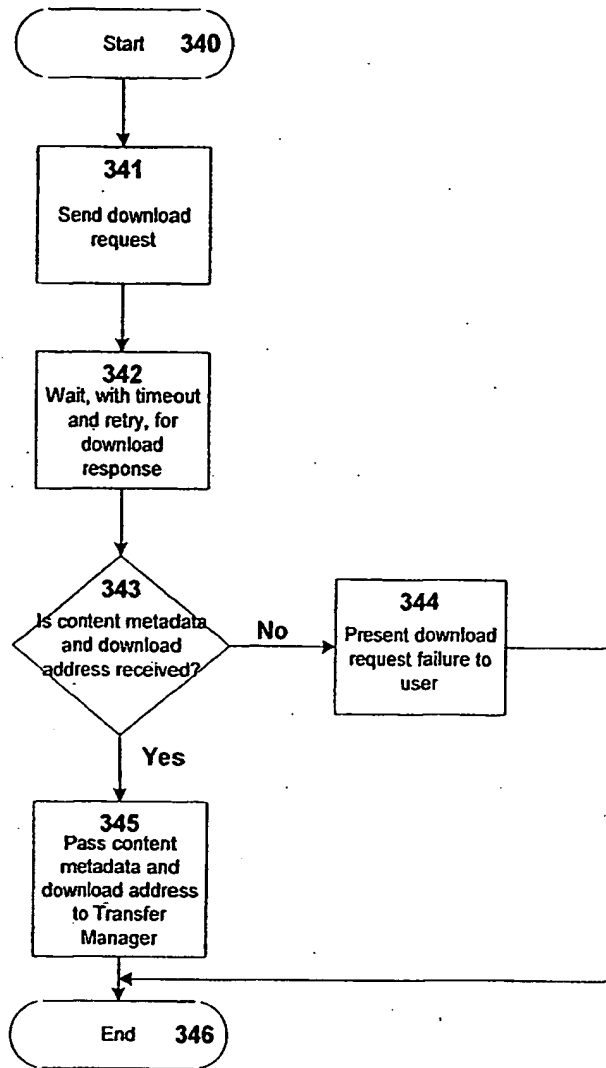 Start 340
341
Send download
request
342
Wait, with timeout
and retry, for
download
response
343
Is content metadata
and download
address received?
No
344
Present download
request failure to
user
Yes
345
Pass content
metadata and
download address
to Transfer
Manager
End 346